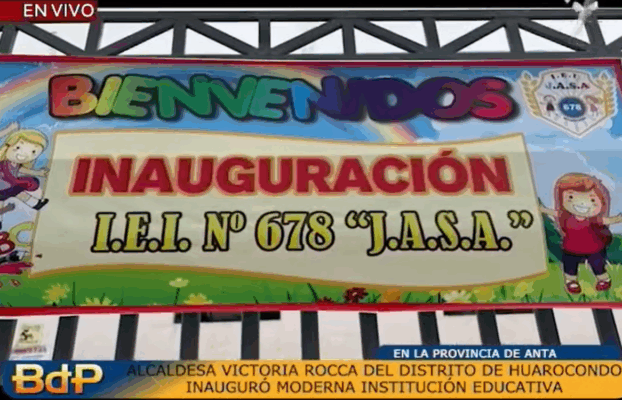 EN VIVO
BIENVENIDOS
I.E.I.
J.A.S.A
678
INAUGURACIÓN
I.E.I. Nº 678 "J.A.S.A."
EN LA PROVINCIA DE ANTA
BdP
ALCALDESA VICTORIA ROCCA DEL DISTRITO DE HUAROCONDO
INAUGURÓ MODERNA INSTITUCIÓN EDUCATIVA